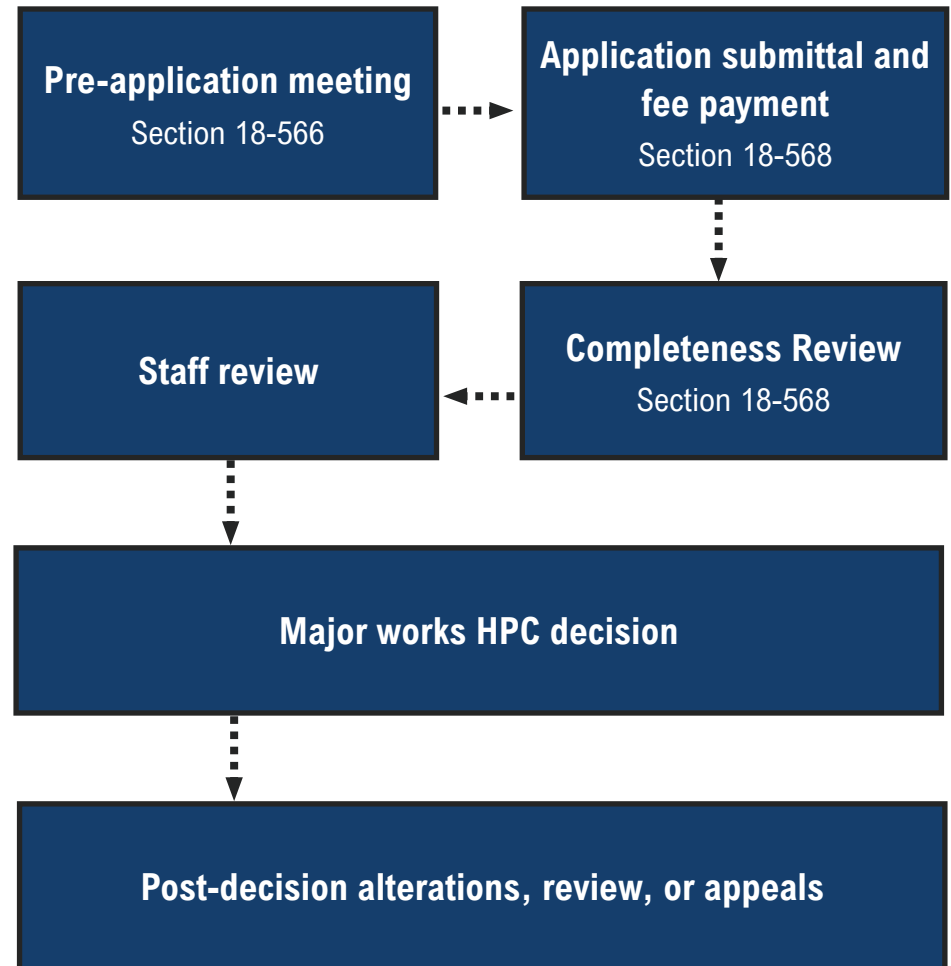 Pre-application meeting
Section 18-566
Application submittal and
fee payment
Section 18-568
Completeness Review
Section 18-568
Staff review
Major works HPC decision
Post-decision alterations, review, or appeals